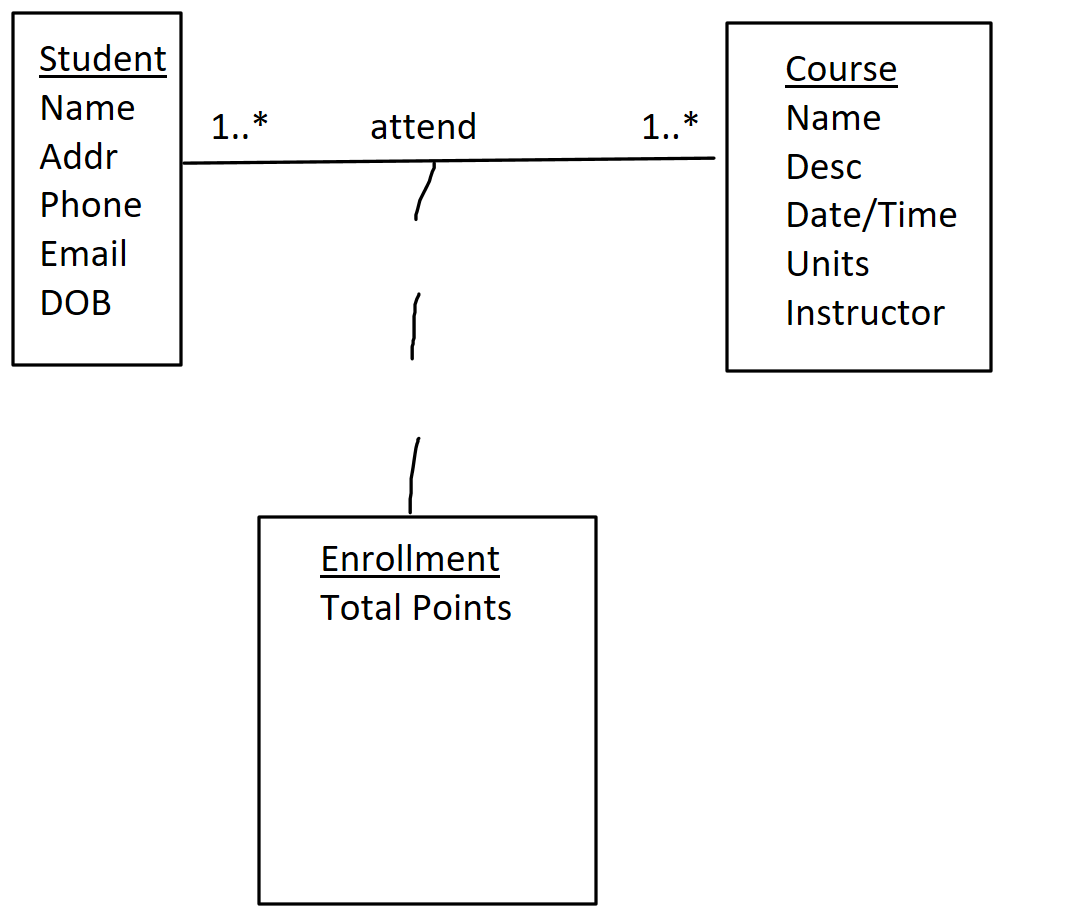 Student
Name
Addr
Phone
Email
DOB
1..*
attend
1..*
Course
Name
Desc
Date/Time
Units
Instructor
Enrollment
Total Points